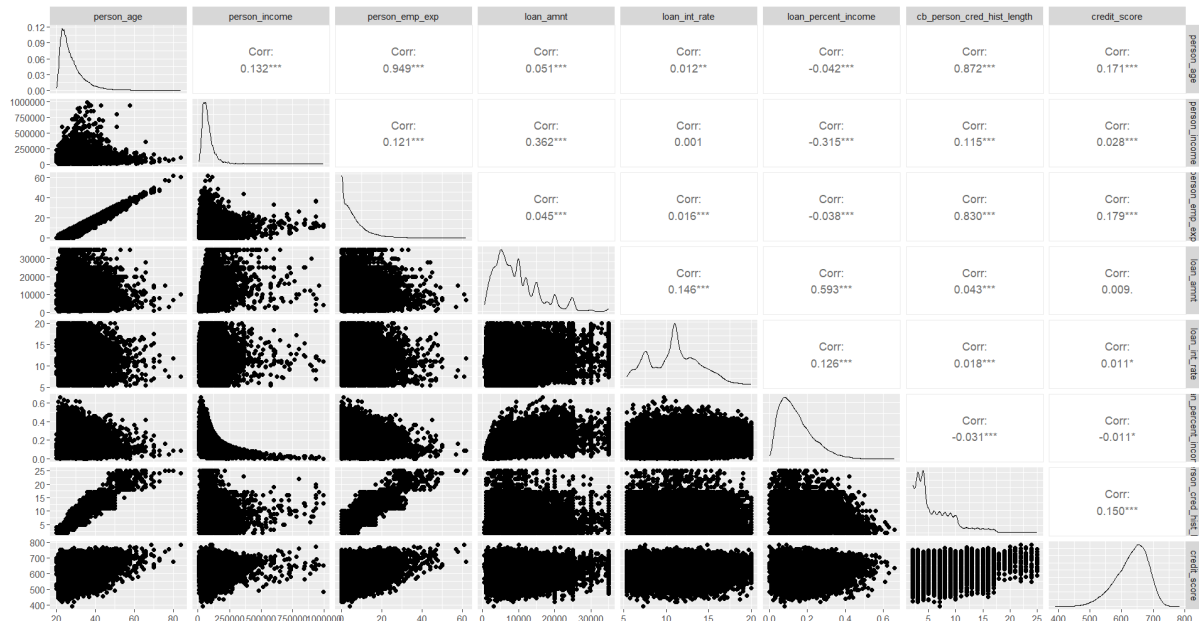 person_age person_income person_emp_exp loan_amnt loan_int_rate loan_percent_income cb_person_cred_hist_length credit_score
0.12
0.09
0.06
0.03
0.00
Corr: Corr: Corr: Corr: Corr: Corr: Corr:
0.132*** 0.949*** 0.051*** 0.012** -0.042*** 0.872*** 0.171***
person_age
1000000
750000
500000
250000
0
Corr: Corr: Corr: Corr: Corr: Corr:
0.121*** 0.362*** 0.001 -0.315*** 0.115*** 0.028***
person_income
60
40
20
0
Corr: Corr: Corr: Corr: Corr:
0.045*** 0.016*** -0.038*** 0.830*** 0.179***
person_emp_exp
30000
20000
10000
0
Corr: Corr: Corr: Corr:
0.146*** 0.593*** 0.043*** 0.009.
loan_amnt
20
15
10
5
Corr: Corr: Corr:
0.126*** 0.018*** 0.011*
loan_int_rate
0.6
0.4
0.2
0.0
Corr: Corr:
-0.031*** -0.011*
n_percent_incor
25
20
15
10
5
Corr:
0.150***
rson_cred_hist_l
800
700
600
500
400
credit_score
20 40 60 80 0 250000 500000 750000 1000000 0 20 40 60 0 10000 20000 30000 5 10 15 20 0.0 0.2 0.4 0.6 5 10 15 20 25 400 500 600 700 800